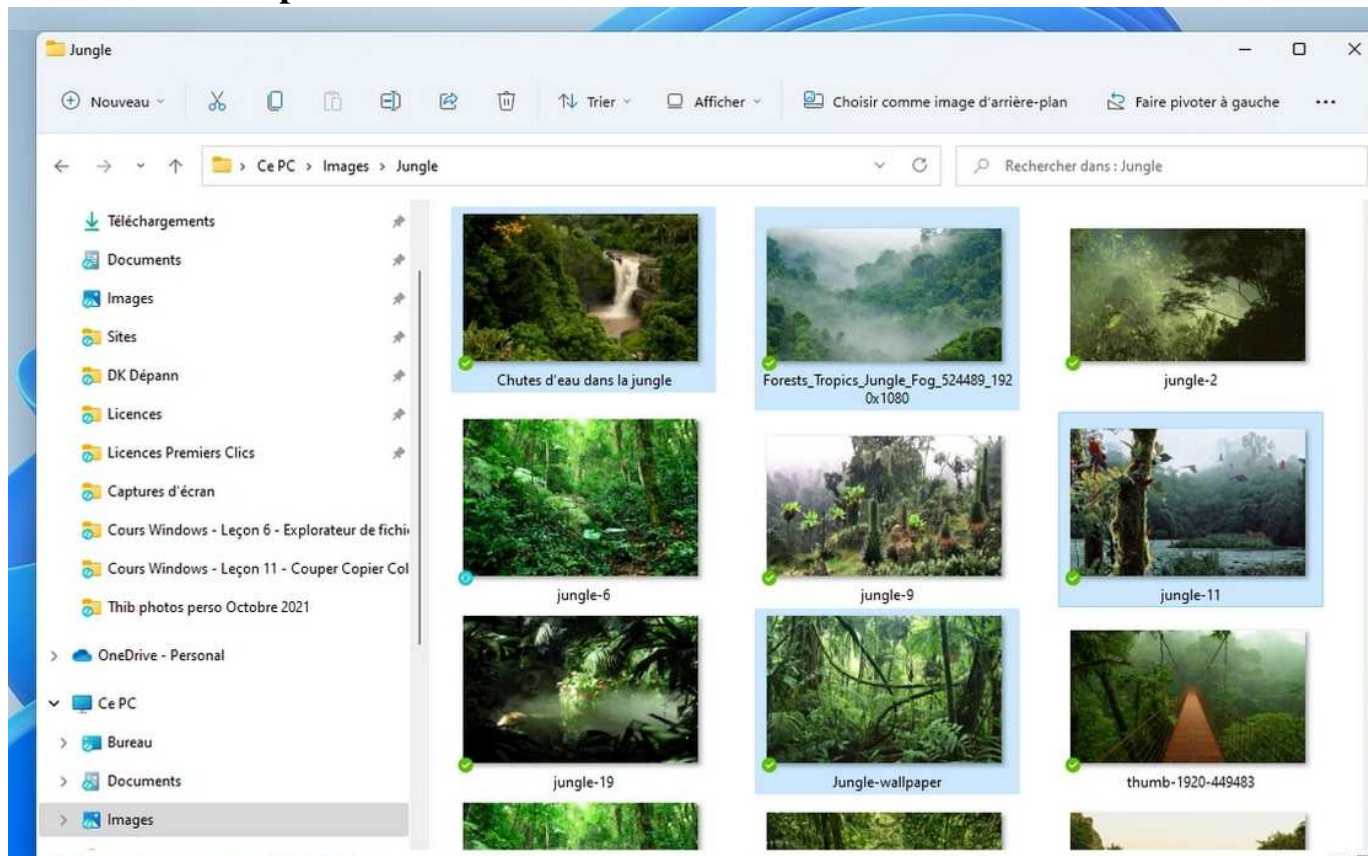 Jungle
Nouveau
Trier
Afficher
Choisir comme image d'arrière-plan
Faire pivoter à gauche
Ce PC > Images > Jungle
Rechercher dans : Jungle
Téléchargements
Documents
Images
Sites
DK Dépann
Licences
Licences Premiers Clics
Captures d'écran
Cours Windows - Leçon 6 - Explorateur de fichi
Cours Windows - Leçon 11 - Couper Copier Col
Thib photos perso Octobre 2021
OneDrive - Personal
Ce PC
Bureau
Documents
Images
Chutes d'eau dans la jungle
Forests_Tropics_Jungle_Fog_524489_192
0x1080
jungle-2
jungle-6
jungle-9
jungle-11
jungle-19
Jungle-wallpaper
thumb-1920-449483